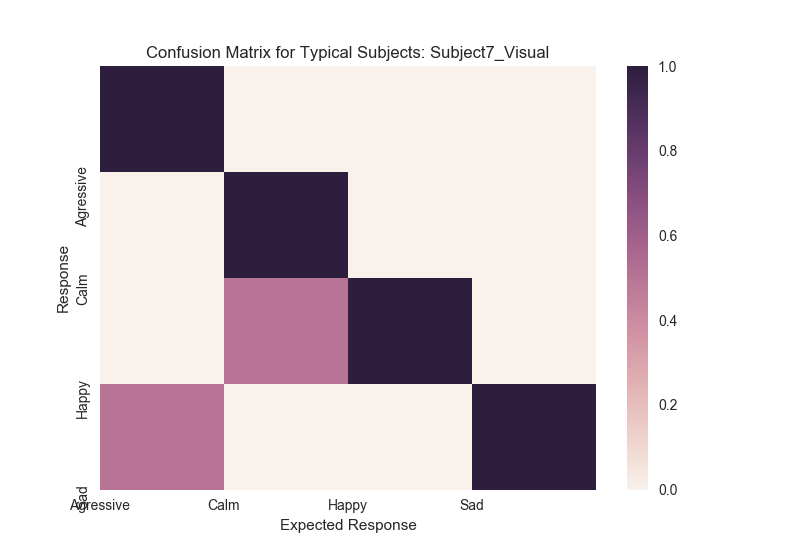 Confusion Matrix for Typical Subjects: Subject7_Visual
1.0
0.8
0.6
0.4
0.2
0.0
Response
Agressive
Calm
Happy
Sad
Agressive
Calm
Happy
Sad
Expected Response